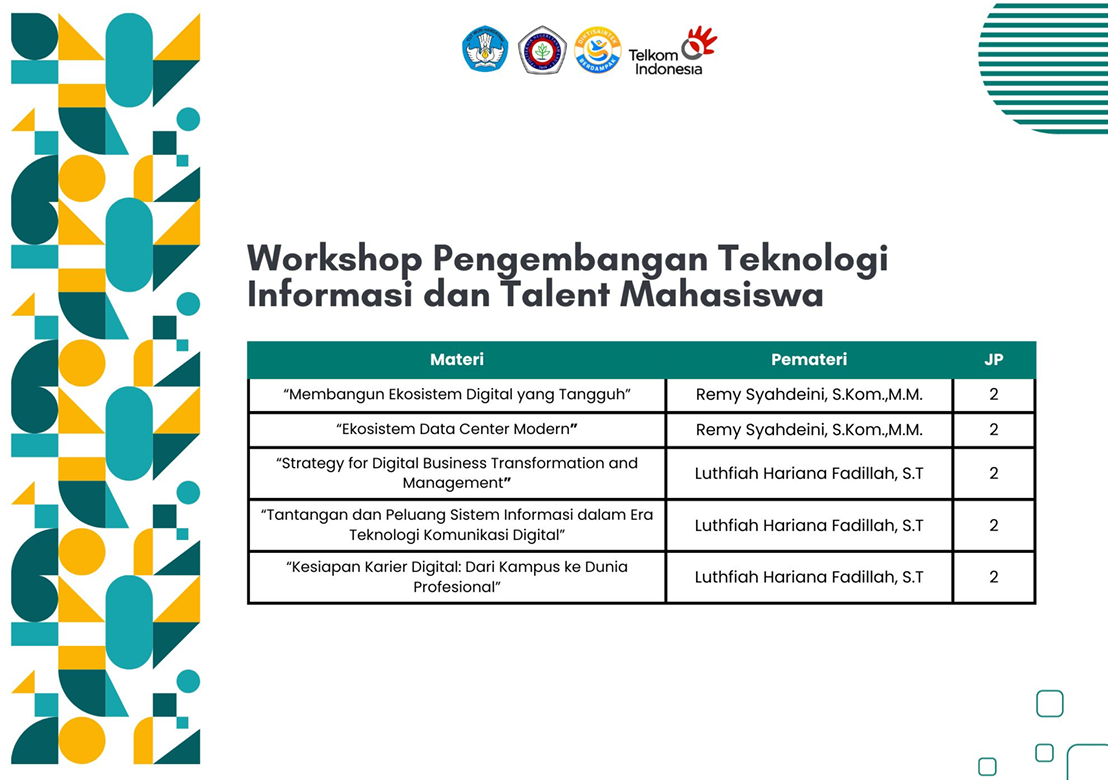 DIKTISAINTEK
BERDAMPAK
Telkom
Indonesia
Workshop Pengembangan Teknologi
Informasi dan Talent Mahasiswa
Materi Pemateri JP
“Membangun Ekosistem Digital yang Tangguh” Remy Syahdeini, S.Kom.,M.M. 2
“Ekosistem Data Center Modern” Remy Syahdeini, S.Kom.,M.M. 2
“Strategy for Digital Business Transformation and
Management” Luthfiah Hariana Fadillah, S.T 2
“Tantangan dan Peluang Sistem Informasi dalam Era
Teknologi Komunikasi Digital” Luthfiah Hariana Fadillah, S.T 2
“Kesiapan Karier Digital: Dari Kampus ke Dunia
Profesional” Luthfiah Hariana Fadillah, S.T 2